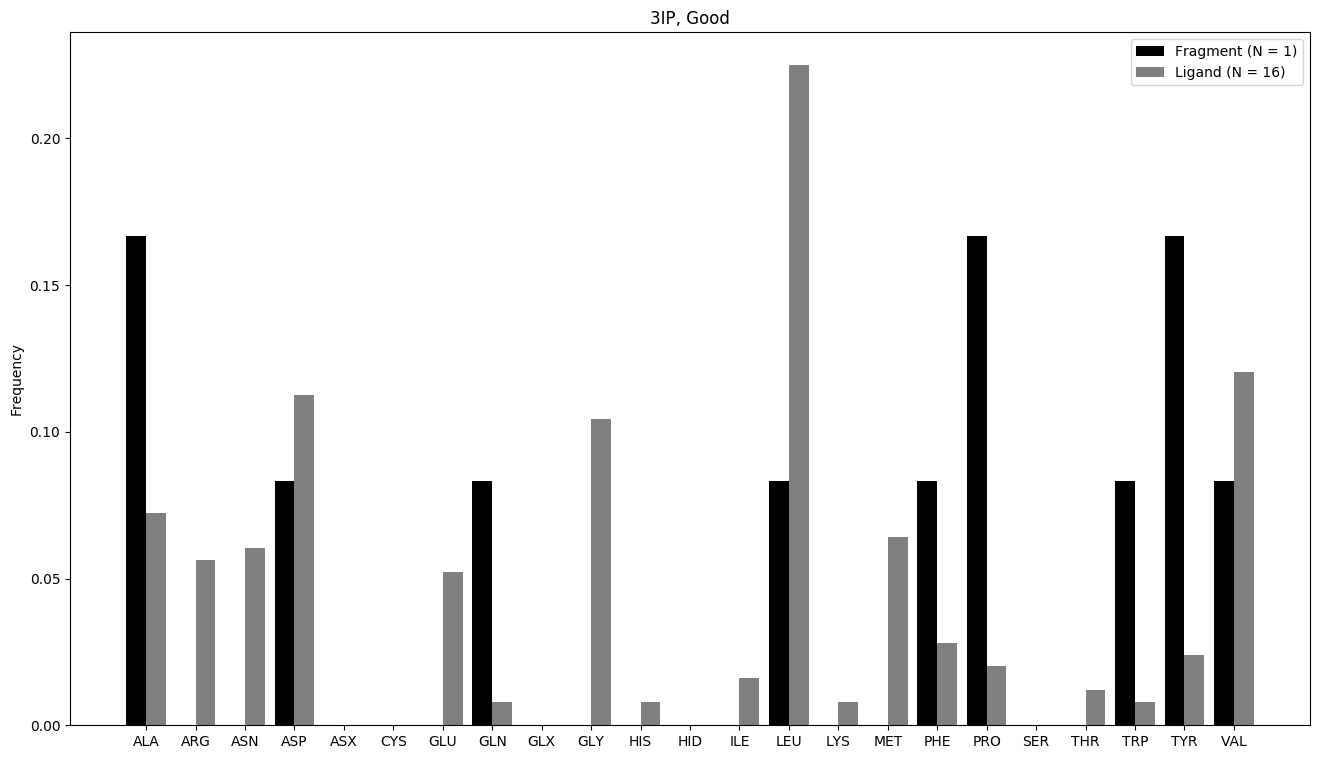 3IP, Good
Fragment (N = 1)
Ligand (N = 16)
Frequency
0.20
0.15
0.10
0.05
0.00
ALA ARG ASN ASP ASX CYS GLU GLN GLX GLY HIS HID ILE LEU LYS MET PHE PRO SER THR TRP TYR VAL